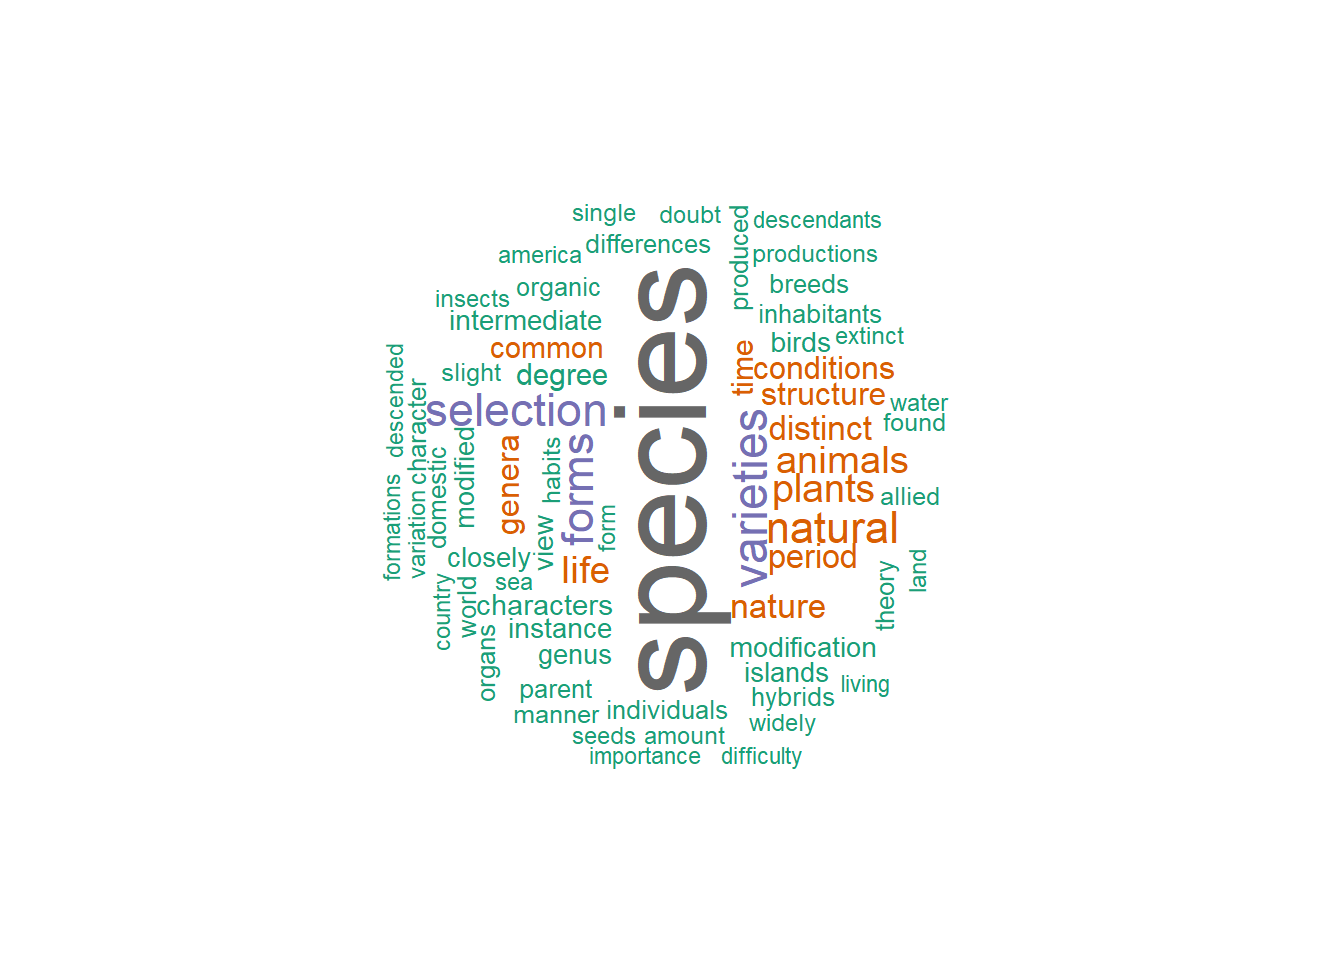 single
doubt
descendants
differences
produced
america
productions
organic
breeds
insects
intermediate
inhabitants
species
birds
extinct
common
time
conditions
descended
slight
degree
structure
character
selection
water
varieties
distinct
found
modified
genera
habits
forms
animals
domestic
plants
allied
formations
variation
view
form
natural
closely
life
period
land
sea
country
world
theory
characters
nature
instance
organs
genus
modification
islands
living
parent
hybrids
manner
individuals
widely
seeds
amount
importance
difficulty